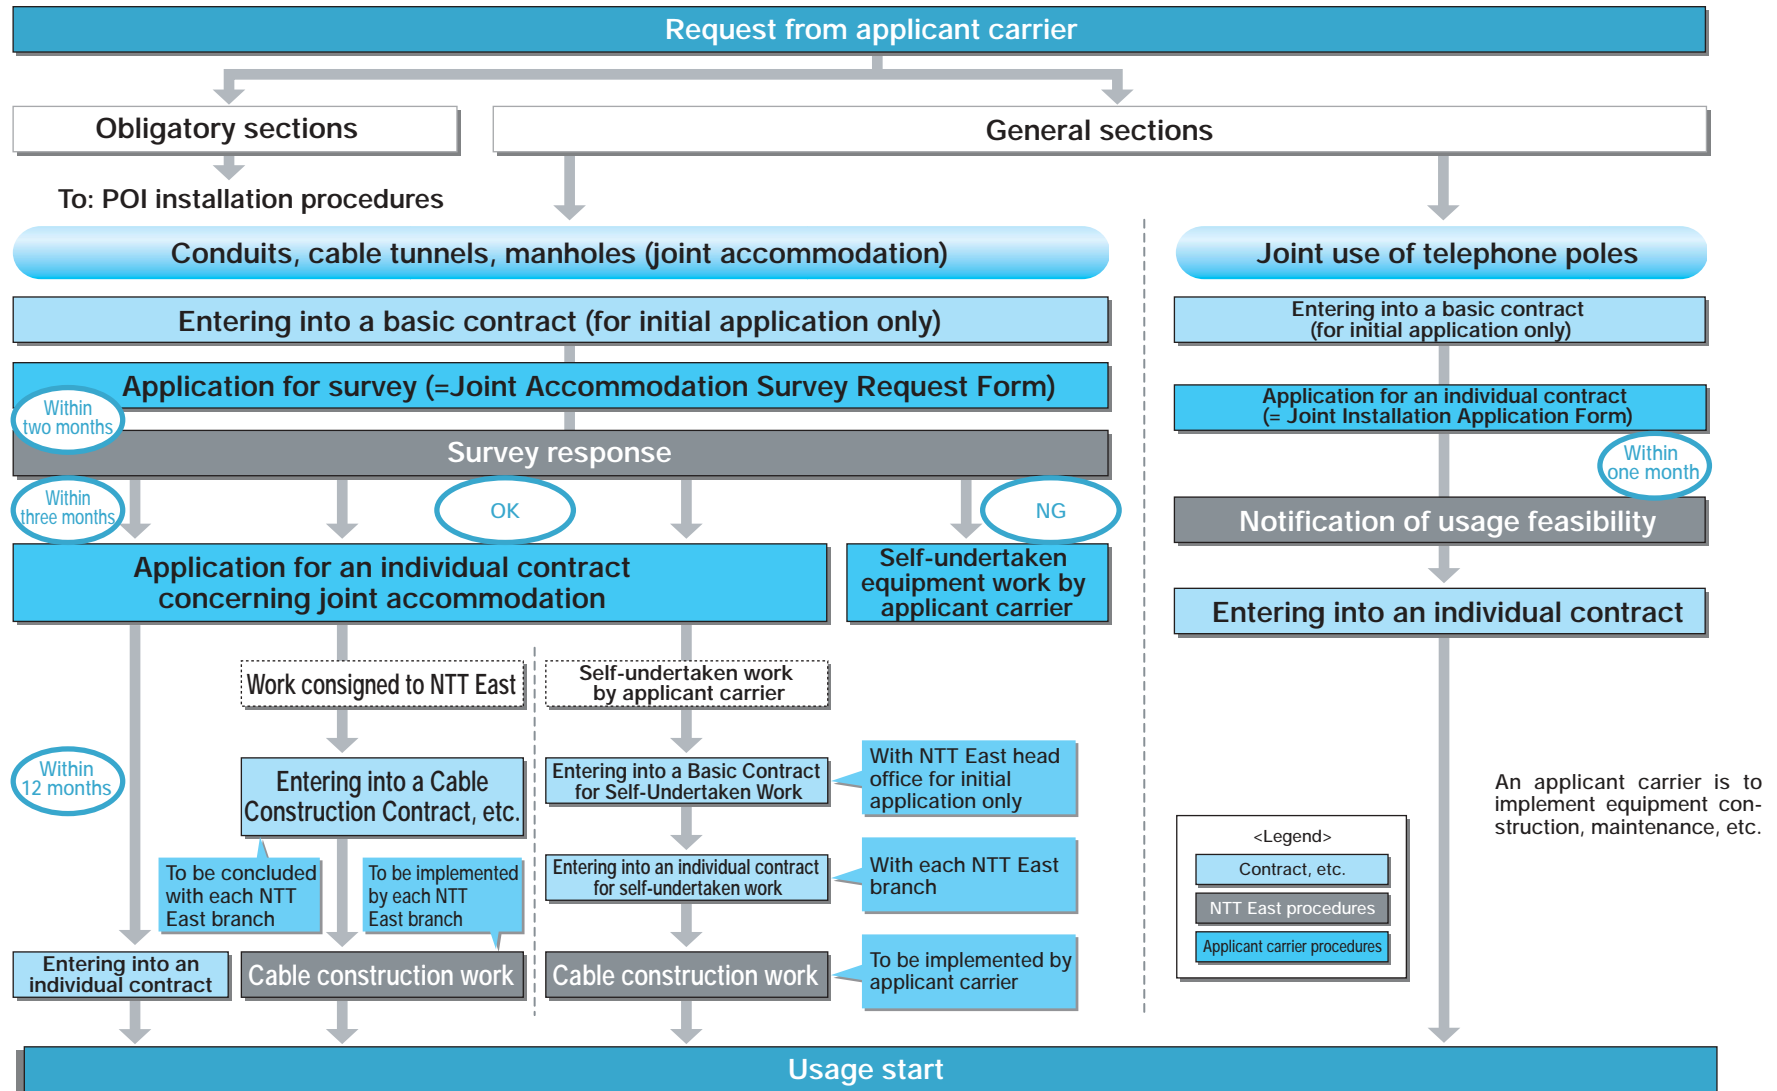 Request from applicant carrier
Obligatory sections
General sections
To: POI installation procedures
Conduits, cable tunnels, manholes (joint accommodation)
Joint use of telephone poles
Entering into a basic contract (for initial application only)
Entering into a basic contract
(for initial application only)
Application for survey (=Joint Accommodation Survey Request Form)
Application for an individual contract
(= Joint Installation Application Form)
Within
two months
Survey response
Within
one month
Within
three months
OK
NG
Notification of usage feasibility
Application for an individual contract
concerning joint accommodation
Self-undertaken
equipment work by
applicant carrier
Entering into an individual contract
Work consigned to NTT East
Self-undertaken work
by applicant carrier
Within
12 months
Entering into a Cable
Construction Contract, etc.
Entering into a Basic Contract
for Self-Undertaken Work
With NTT East head
office for initial
application only
An applicant carrier is to
implement equipment con-
struction, maintenance, etc.
To be concluded
with each NTT
East branch
To be implemented
by each NTT
East branch
Entering into an individual contract
for self-undertaken work
With each NTT East
branch
<Legend>
Contract, etc.
NTT East procedures
Applicant carrier procedures
Entering into an
individual contract
Cable construction work
Cable construction work
To be implemented by
applicant carrier
Usage start